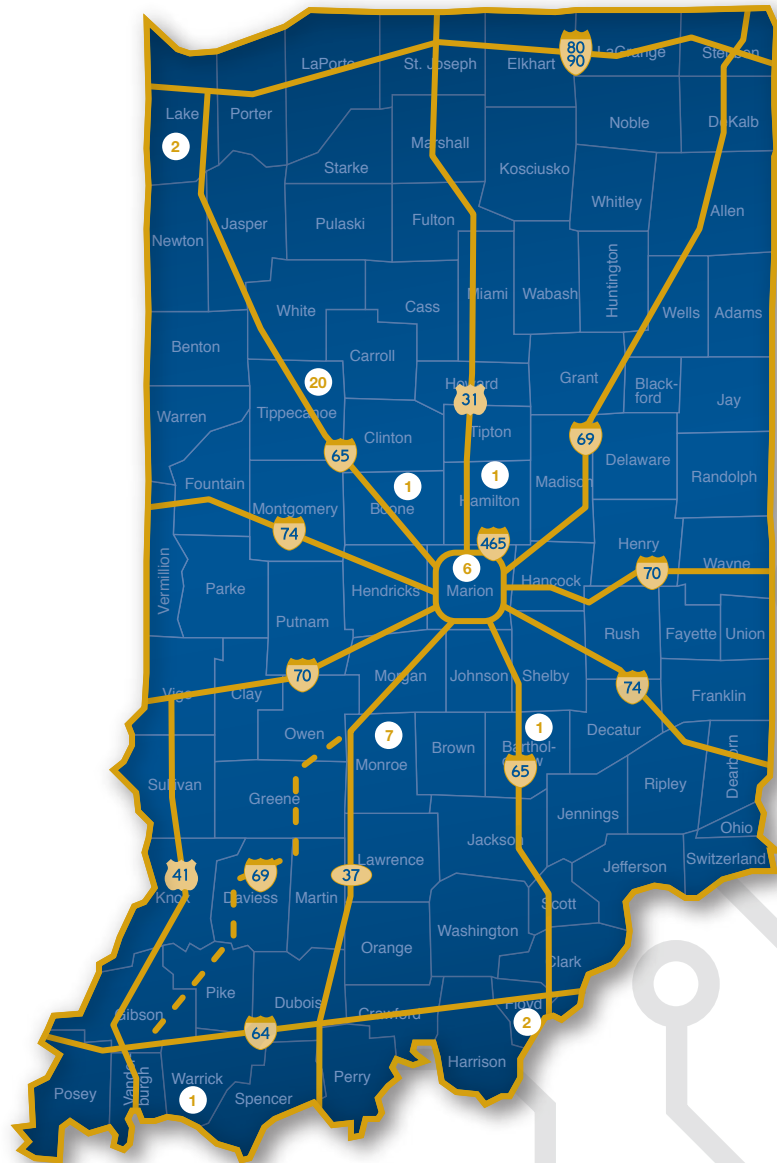 80
90
LaPorte
St. Joseph
Elkhart
LaGrange
Steuben
Lake
Porter
Noble
DeKalb
2
Marshall
Starke
Kosciusko
Whitley
Allen
Jasper
Pulaski
Fulton
Newton
Miami
Wabash
Huntington
White
Cass
Wells
Adams
Benton
Carroll
20
Howard
Grant
Black-
ford
Jay
31
Warren
Tippecanoe
Clinton
Tipton
69
65
Delaware
Fountain
1
1
Madison
Randolph
Montgomery
Boone
Hamilton
74
465
Henry
Wayne
Vermillion
6
70
Parke
Hendricks
Marion
Hancock
Putnam
Rush
Fayette
Union
70
Morgan
Johnson
Shelby
74
Vigo
Clay
Franklin
Owen
7
1
Decatur
Monroe
Brown
Barthol-
omew
Dearborn
65
Sullivan
Greene
Ripley
Jennings
Ohio
Jackson
Lawrence
Jefferson
Switzerland
41
69
37
Knox
Daviess
Martin
Scott
Washington
Orange
Clark
Pike
Dubois
Gibson
Crawford
Floyd
64
2
Harrison
Posey
Vander-
burgh
Warrick
Perry
1
Spencer